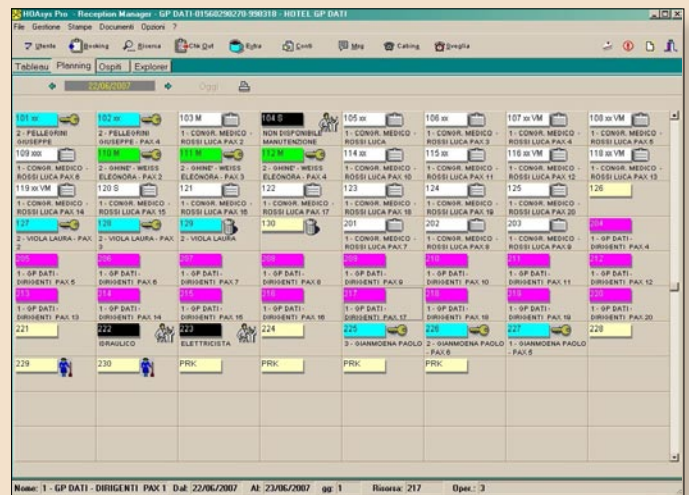 HOAsys Pro - Reception Manager - GP DATI-01560298270-990318 - HOTEL GP DATI
File Gestione Stampe Documenti Opzioni ?
Utente Booking Ricerca Chk Out Extra Conti Msg Cabine Sveglia
Tableau Planning Ospiti Explorer
22/06/2007 Oggi
101 xx 102 xx 103 M 104 S 105 xx 106 xx 107 xx VM 108 xx VM
2 - PELLEGRINI GIUSEPPE
2 - PELLEGRINI GIUSEPPE - PAX 4
1 - CONGR. MEDICO - ROSSI LUCA PAX 2
NON DISPONIBILE MANUTENZIONE
1 - CONGR. MEDICO - ROSSI LUCA
1 - CONGR. MEDICO - ROSSI LUCA PAX 3
1 - CONGR. MEDICO - ROSSI LUCA PAX 4
1 - CONGR. MEDICO - ROSSI LUCA PAX 5
109 xxx 110 M 111 M 112 M 114 xx 115 xx 116 xx VM 118 xx VM
1 - CONGR. MEDICO - ROSSI LUCA PAX 6
2 - GHINE' - WEISS ELEONORA - PAX 2
2 - GHINE' - WEISS ELEONORA - PAX 3
2 - GHINE' - WEISS ELEONORA - PAX 4
1 - CONGR. MEDICO - ROSSI LUCA PAX 10
1 - CONGR. MEDICO - ROSSI LUCA PAX 11
1 - CONGR. MEDICO - ROSSI LUCA PAX 12
1 - CONGR. MEDICO - ROSSI LUCA PAX 13
119 xx VM 120 S 121 122 123 124 125 126
1 - CONGR. MEDICO - ROSSI LUCA PAX 14
1 - CONGR. MEDICO - ROSSI LUCA PAX 15
1 - CONGR. MEDICO - ROSSI LUCA PAX 16
1 - CONGR. MEDICO - ROSSI LUCA PAX 17
1 - CONGR. MEDICO - ROSSI LUCA PAX 18
1 - CONGR. MEDICO - ROSSI LUCA PAX 19
1 - CONGR. MEDICO - ROSSI LUCA PAX 20
127 128 129 130 201 202 203 204
2 - VIOLA LAURA - PAX 2
2 - VIOLA LAURA - PAX 3
2 - VIOLA LAURA
1 - CONGR. MEDICO - ROSSI LUCA PAX 7
1 - CONGR. MEDICO - ROSSI LUCA PAX 8
1 - CONGR. MEDICO - ROSSI LUCA PAX 9
1 - GP DATI - DIRIGENTI PAX 4
205 206 207 208 209 210 211 212
1 - GP DATI - DIRIGENTI PAX 5
1 - GP DATI - DIRIGENTI PAX 6
1 - GP DATI - DIRIGENTI PAX 7
1 - GP DATI - DIRIGENTI PAX 8
1 - GP DATI - DIRIGENTI PAX 9
1 - GP DATI - DIRIGENTI PAX 10
1 - GP DATI - DIRIGENTI PAX 11
1 - GP DATI - DIRIGENTI PAX 12
213 214 215 216 217 218 219 220
1 - GP DATI - DIRIGENTI PAX 13
1 - GP DATI - DIRIGENTI PAX 14
1 - GP DATI - DIRIGENTI PAX 15
1 - GP DATI - DIRIGENTI PAX 16
1 - GP DATI - DIRIGENTI PAX 17
1 - GP DATI - DIRIGENTI PAX 18
1 - GP DATI - DIRIGENTI PAX 19
1 - GP DATI - DIRIGENTI PAX 20
221 222 223 224 225 226 227 228
IDRAULICO
ELETTRICISTA
3 - GIANMOENA PAOLO
2 - GIANMOENA PAOLO - PAX 6
1 - GIANMOENA PAOLO - PAX 5
229 230 PRK PRK PRK PRK
Nome: 1 - GP DATI - DIRIGENTI PAX 1 Dal: 22/06/2007 Al: 23/06/2007 gg: 1 Risorsa: 217 Oper.: 3